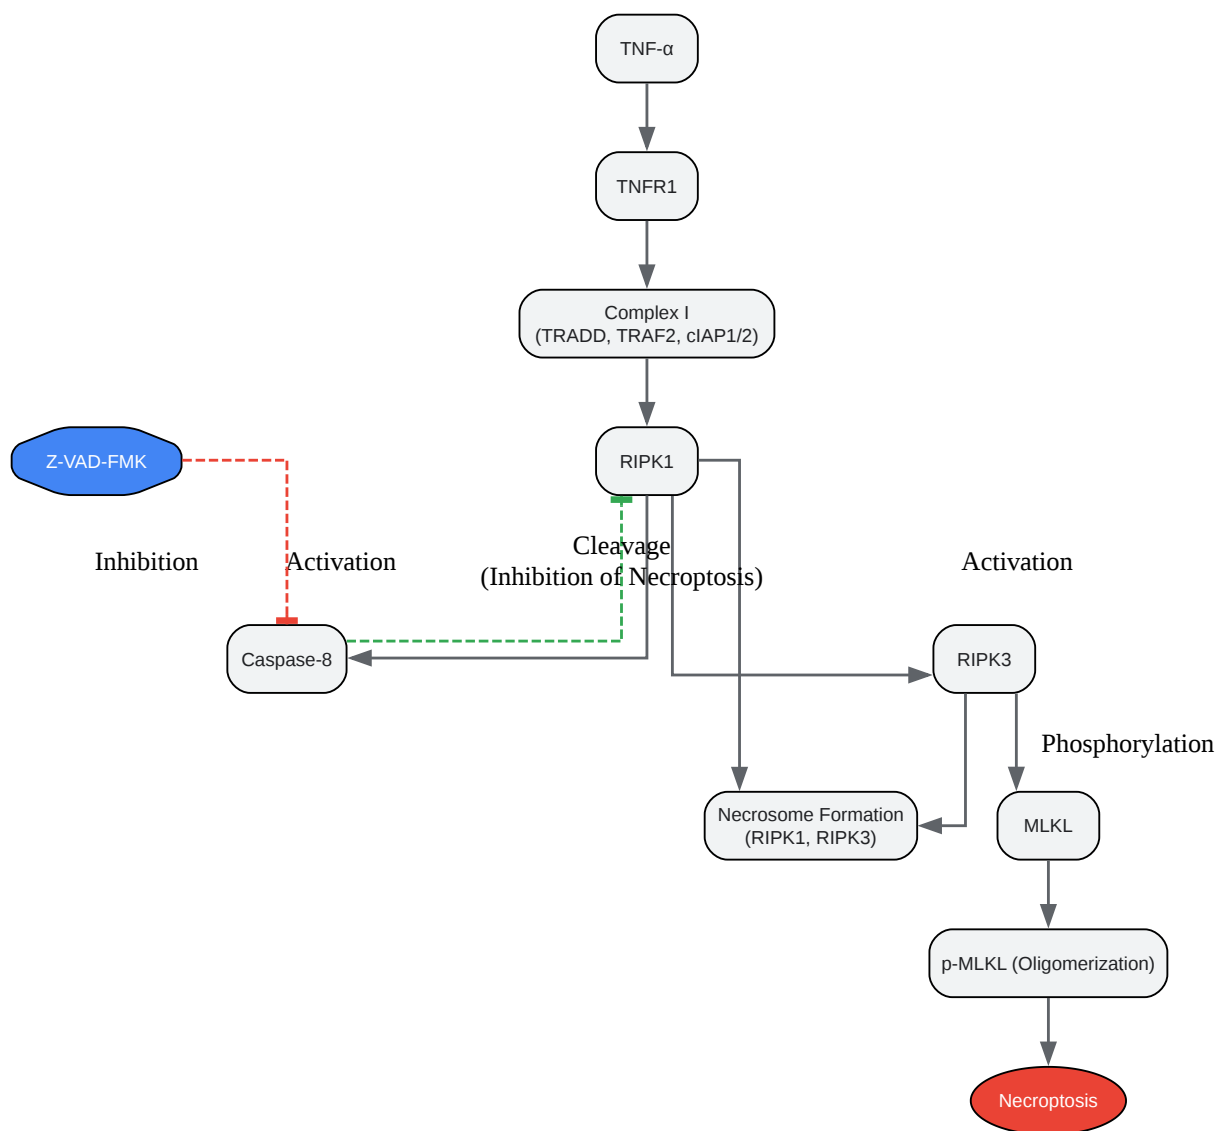 TNF-α
TNFR1
Complex I
(TRADD, TRAF2, cIAP1/2)
Z-VAD-FMK
RIPK1
Inhibition
Activation
Cleavage
(Inhibition of Necroptosis)
Activation
Caspase-8
RIPK3
Phosphorylation
Necrosome Formation
(RIPK1, RIPK3)
MLKL
p-MLKL (Oligomerization)
Necroptosis